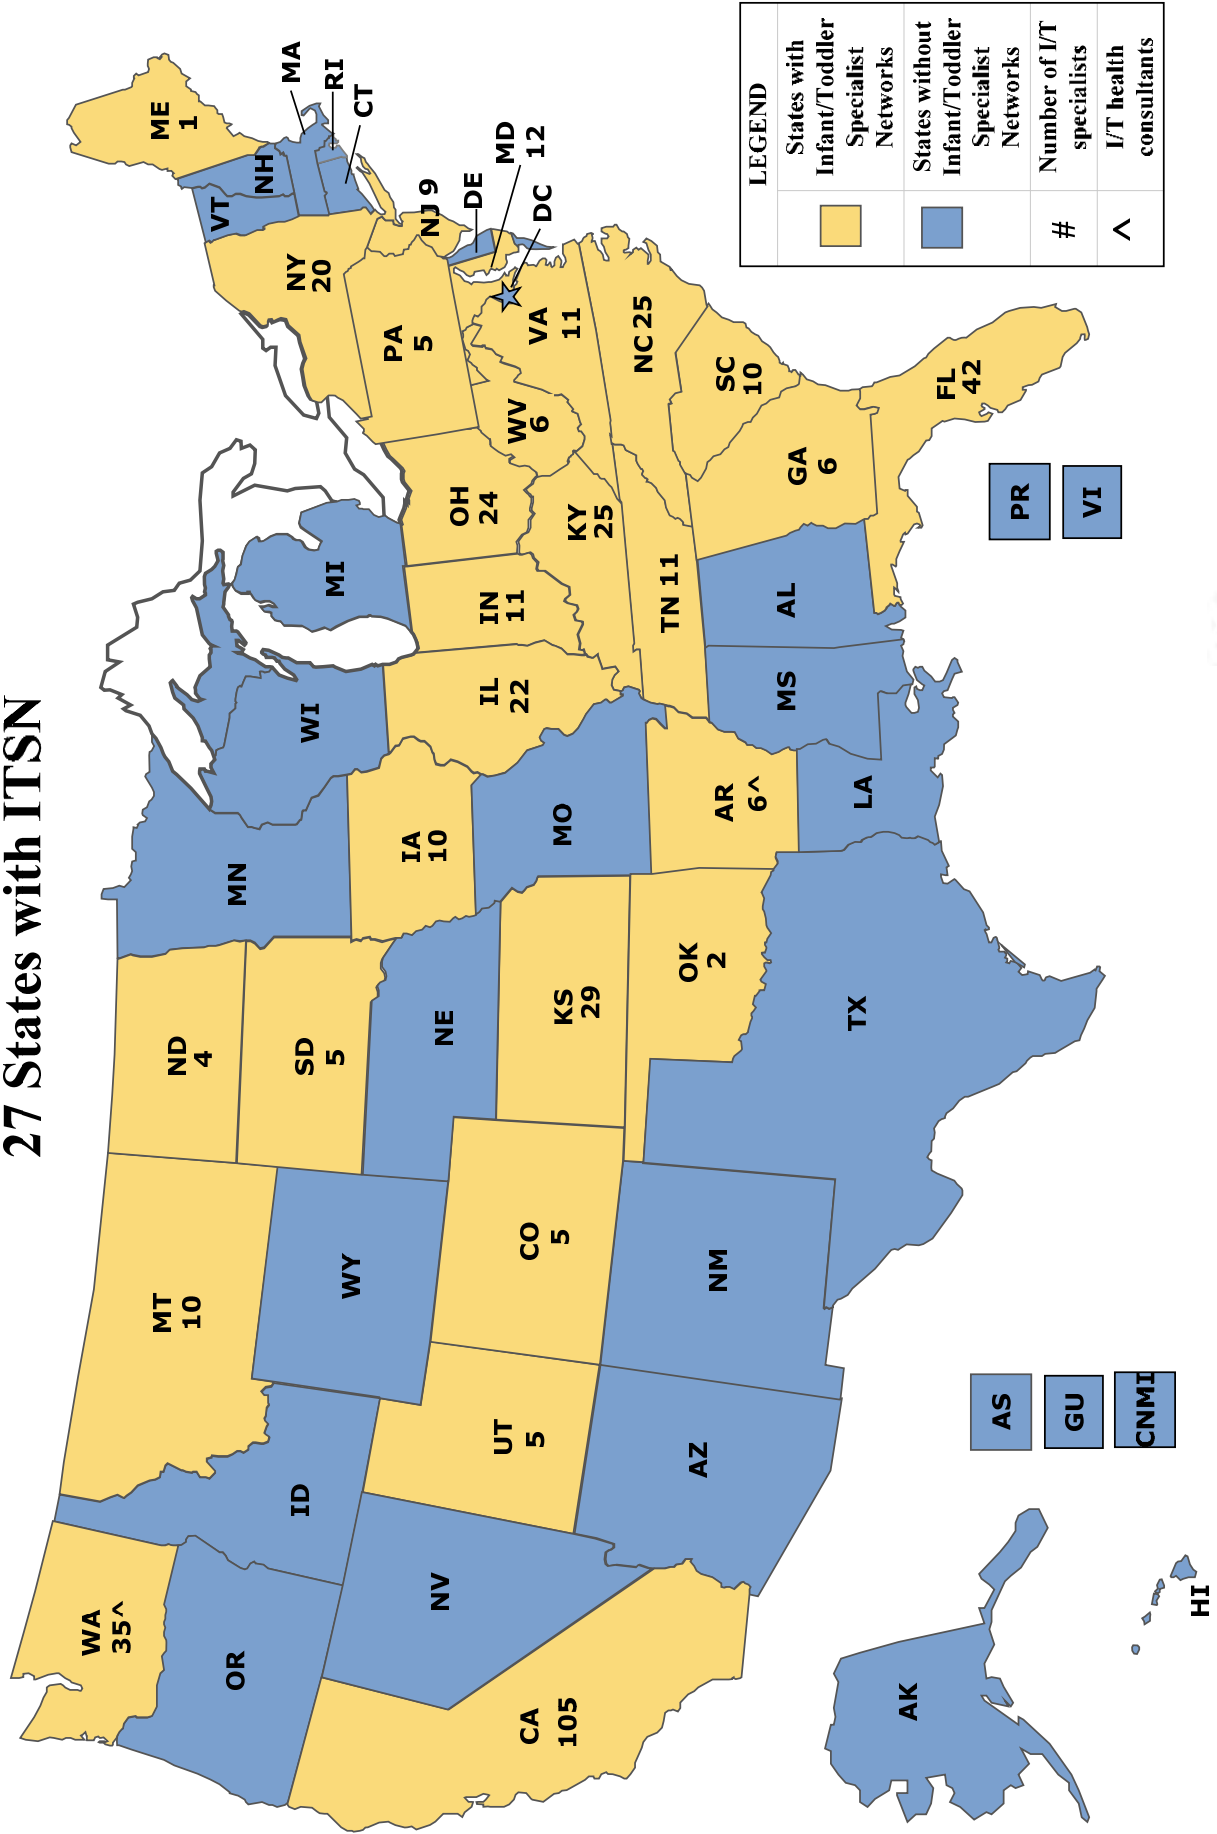 27 States with ITSN
WA
35^
OR
CA
105
NV
ID
MT
10
WY
UT
5
AZ
CO
5
NM
ND
4
SD
5
NE
KS
29
OK
2
TX
MN
IA
10
MO
AR
6^
LA
WI
IL
22
MS
MI
IN
11
KY
25
TN 11
AL
OH
24
WV
6
GA
6
FL
42
SC
10
NC 25
VA
11
PA
5
NY
20
VT
NH
ME
1
MA
RI
CT
NJ 9
DE
MD
12
DC
AK
HI
AS
GU
CNMI
PR
VI
LEGEND
States with
Infant/Toddler
Specialist
Networks
States without
Infant/Toddler
Specialist
Networks
# Number of I/T
specialists
^ I/T health
consultants